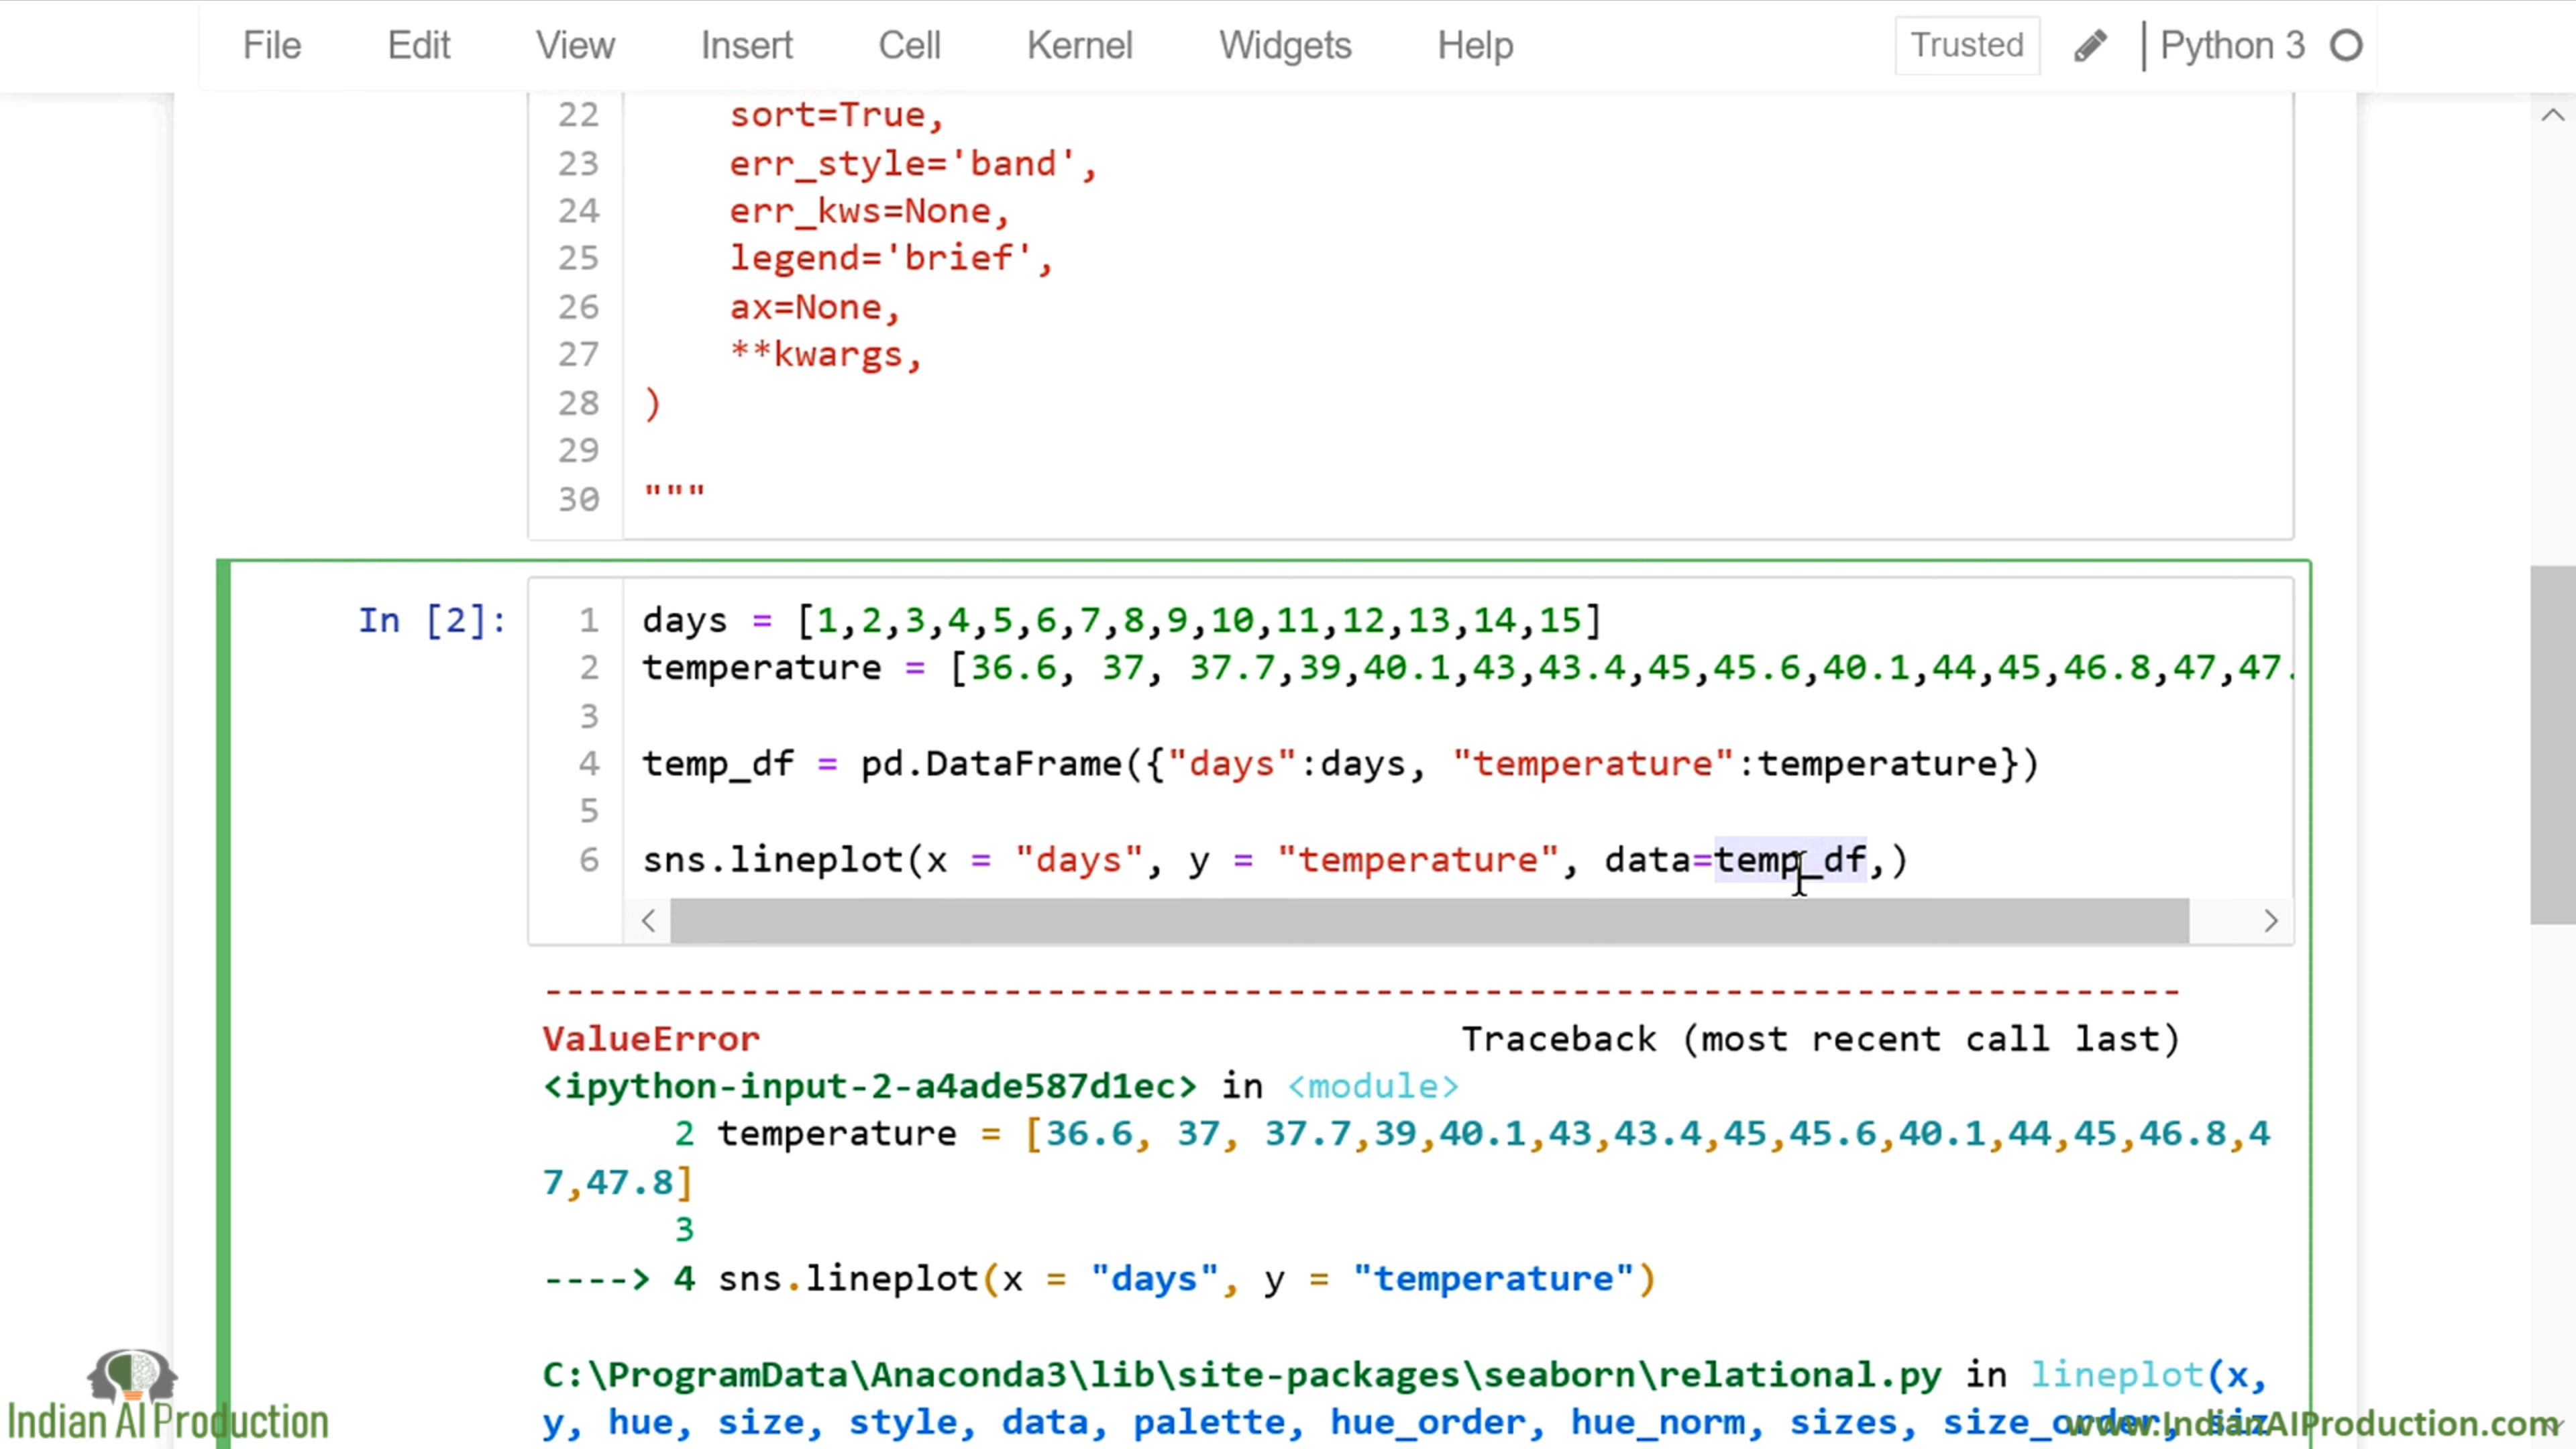 File Edit View Insert Cell Kernel Widgets Help Trusted Python 3
22 sort=True,
23 err_style='band',
24 err_kws=None,
25 legend='brief',
26 ax=None,
27 **kwargs,
28 )
29
30 """
In [2]:
1 days = [1,2,3,4,5,6,7,8,9,10,11,12,13,14,15]
2 temperature = [36.6, 37, 37.7,39,40.1,43,43.4,45,45.6,40.1,44,45,46.8,47,47.
3
4 temp_df = pd.DataFrame({"days":days, "temperature":temperature})
5
6 sns.lineplot(x = "days", y = "temperature", data=temp_df,)
---------------------------------------------------------------------------
ValueError Traceback (most recent call last)
<ipython-input-2-a4ade587d1ec> in <module>
2 temperature = [36.6, 37, 37.7,39,40.1,43,43.4,45,45.6,40.1,44,45,46.8,4
7,47.8]
3
----> 4 sns.lineplot(x = "days", y = "temperature")
C:\ProgramData\Anaconda3\lib\site-packages\seaborn\relational.py in lineplot(x,
y, hue, size, style, data, palette, hue_order, hue_norm, sizes, size_order, siz
Indian AI Production
www.IndianAIProduction.com